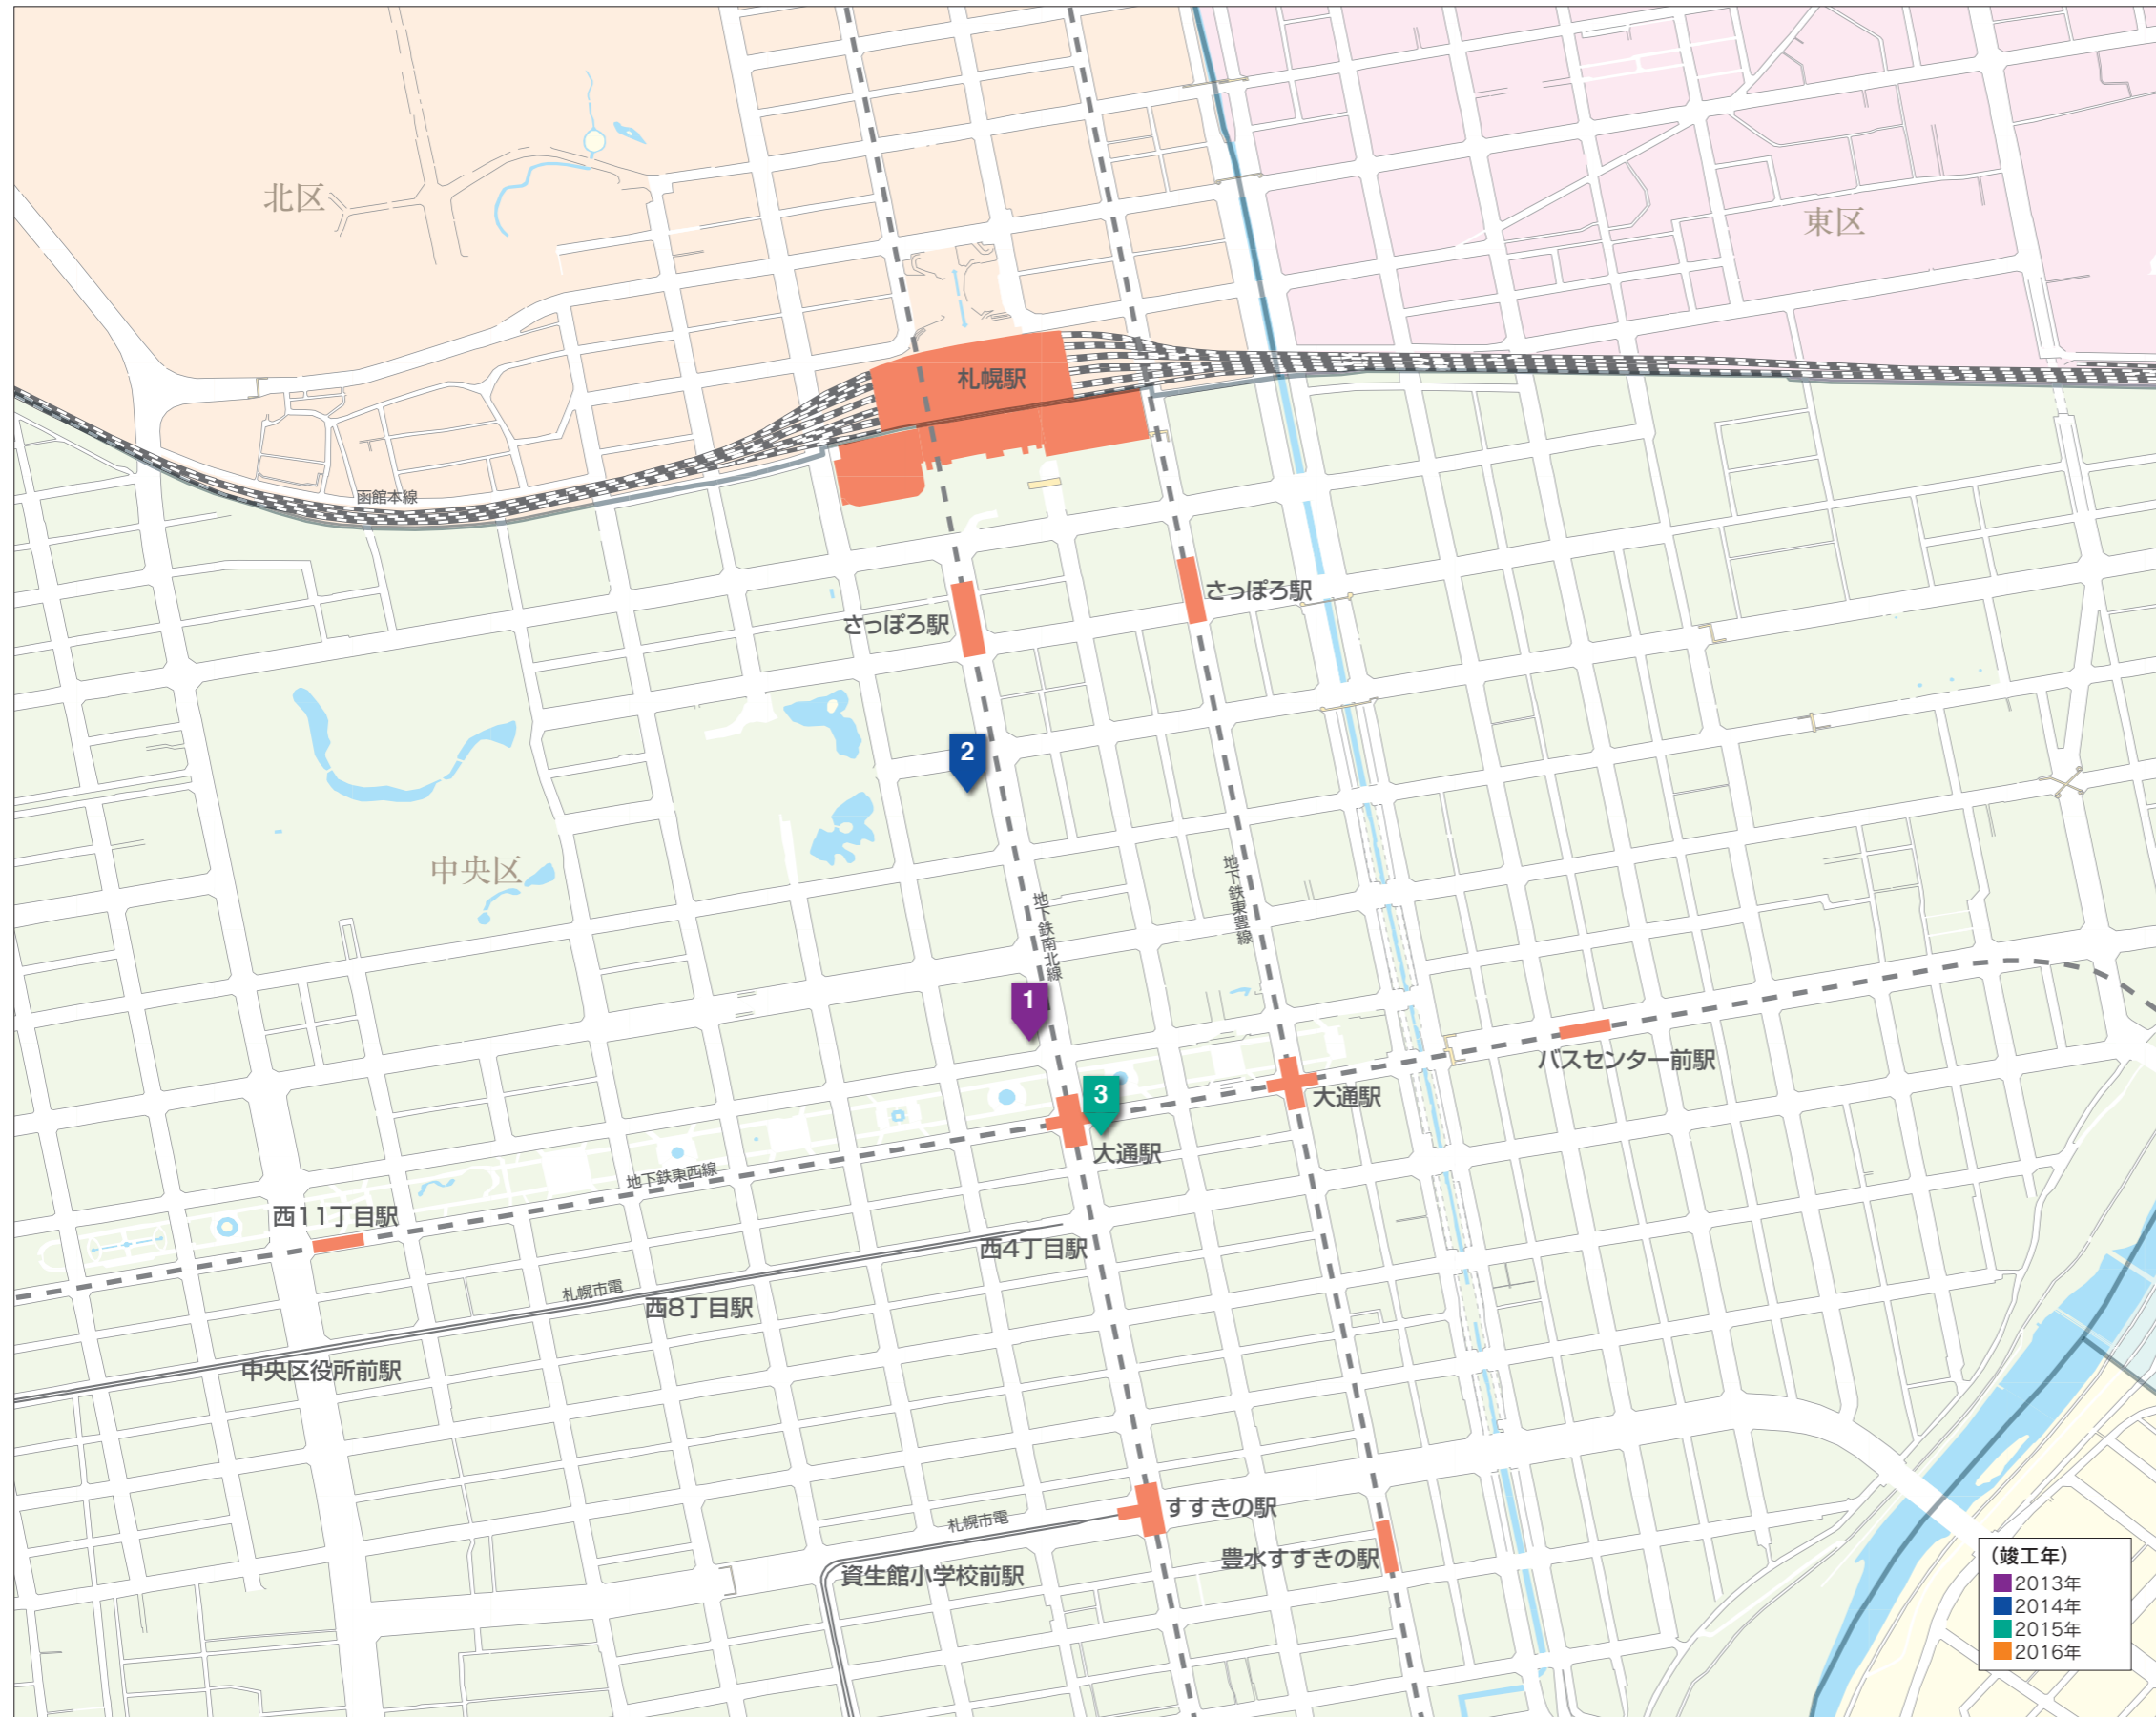 北区
東区
札幌駅
函館本線
さっぽろ駅
さっぽろ駅
2
中央区
地下鉄南北線
地下鉄東豊線
1
バスセンター前駅
3
大通駅
大通駅
地下鉄東西線
西11丁目駅
西4丁目駅
札幌市電
西8丁目駅
中央区役所前駅
すすきの駅
札幌市電
豊水すすきの駅
資生館小学校前駅
（竣工年）
2013年
2014年
2015年
2016年